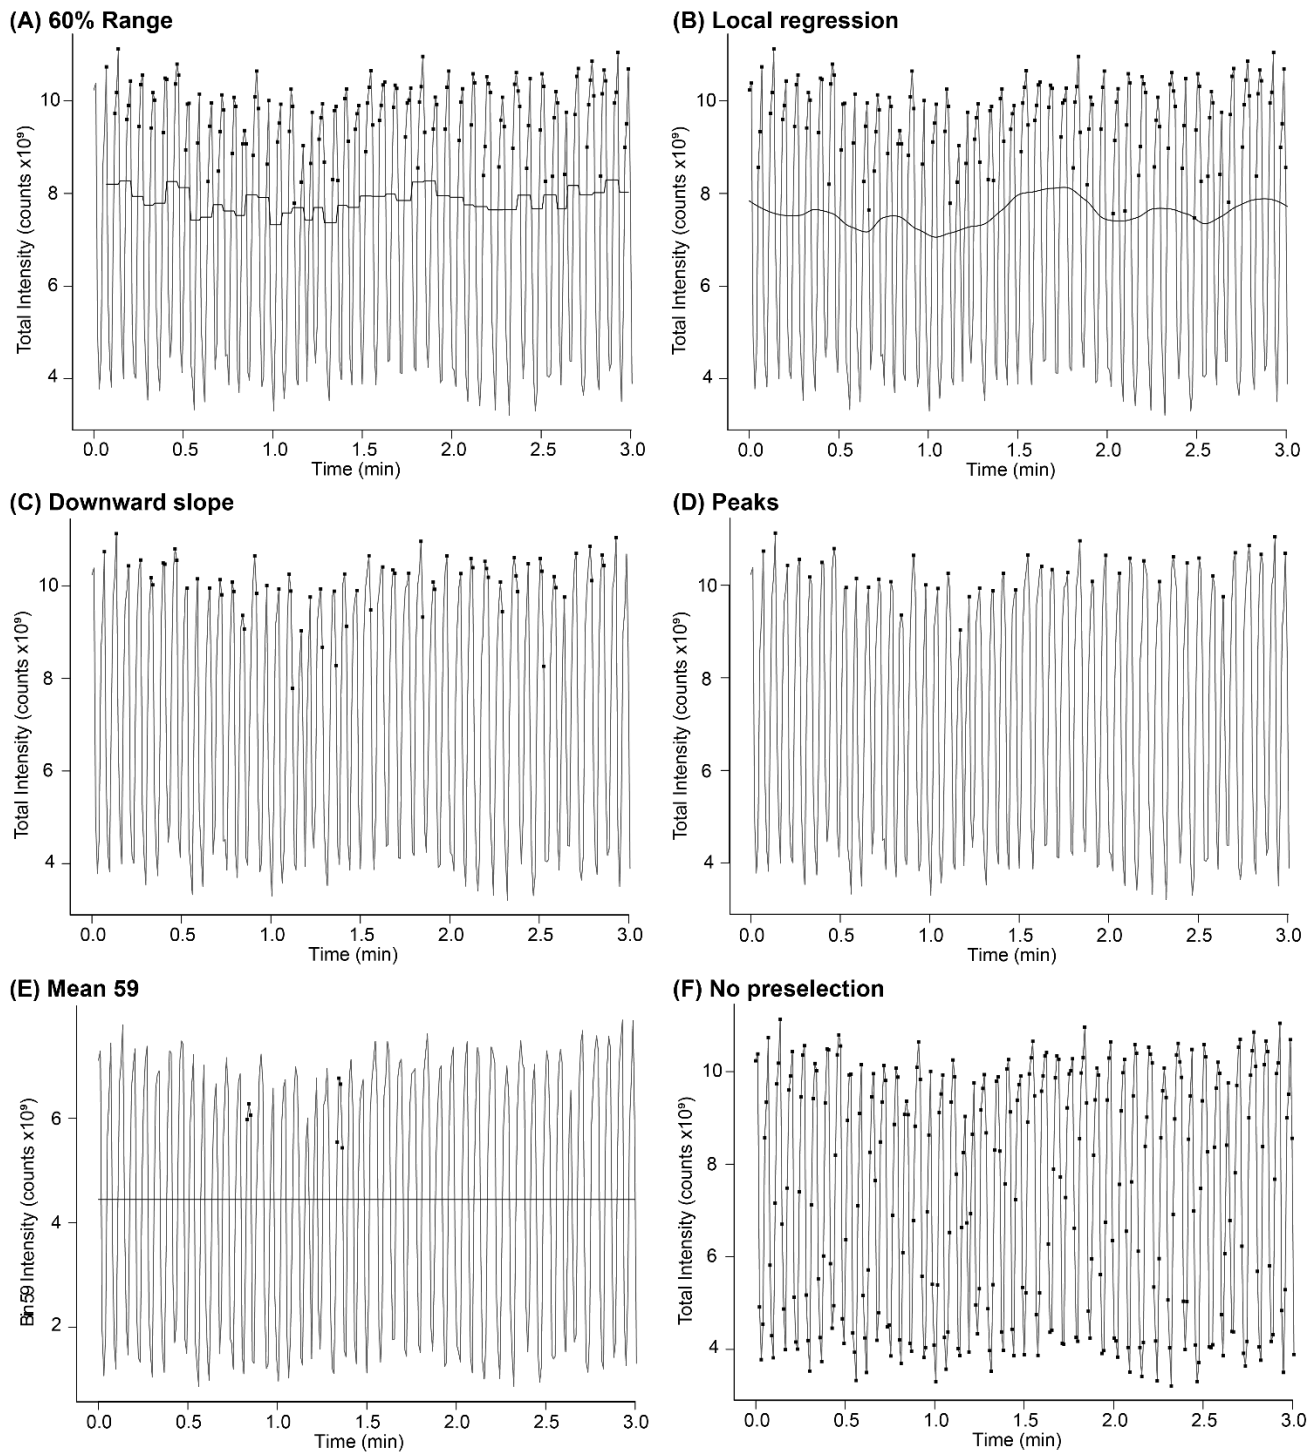 (A) 60% Range
Total Intensity (counts x10⁹)
10
8
6
4
0.0 0.5 1.0 1.5 2.0 2.5 3.0
Time (min)
(B) Local regression
Total Intensity (counts x10⁹)
10
8
6
4
0.0 0.5 1.0 1.5 2.0 2.5 3.0
Time (min)
(C) Downward slope
Total Intensity (counts x10⁹)
10
8
6
4
0.0 0.5 1.0 1.5 2.0 2.5 3.0
Time (min)
(D) Peaks
Total Intensity (counts x10⁹)
10
8
6
4
0.0 0.5 1.0 1.5 2.0 2.5 3.0
Time (min)
(E) Mean 59
Bin59 Intensity (counts x10⁹)
6
4
2
0.0 0.5 1.0 1.5 2.0 2.5 3.0
Time (min)
(F) No preselection
Total Intensity (counts x10⁹)
10
8
6
4
0.0 0.5 1.0 1.5 2.0 2.5 3.0
Time (min)